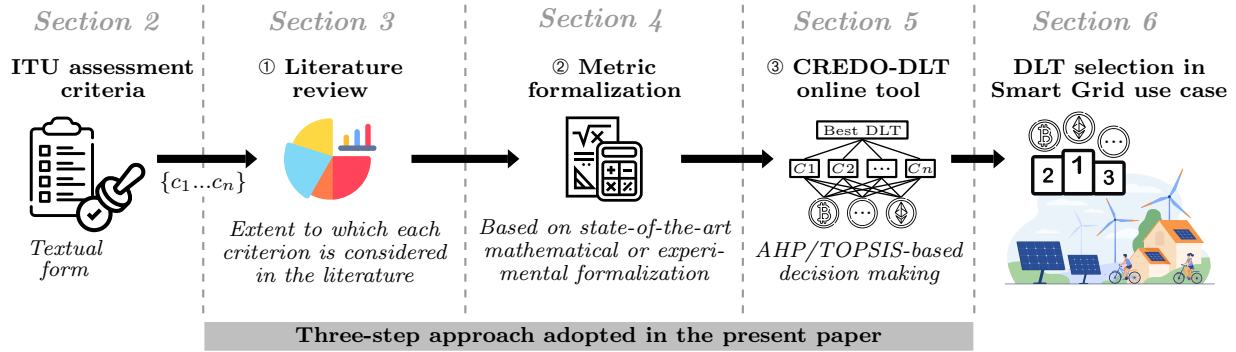 Section 2
ITU assessment
criteria
{c1...cn}
Textual
form
Section 3
① Literature
review
Extent to which each
criterion is considered
in the literature
Section 4
② Metric
formalization
Based on state-of-the-art
mathematical or experi-
mental formalization
Section 5
③ CREDO-DLT
online tool
Best DLT
C1 C2 ... Cn
...
AHP/TOPSIS-based
decision making
Section 6
DLT selection in
Smart Grid use case
...
2 1 3
Three-step approach adopted in the present paper